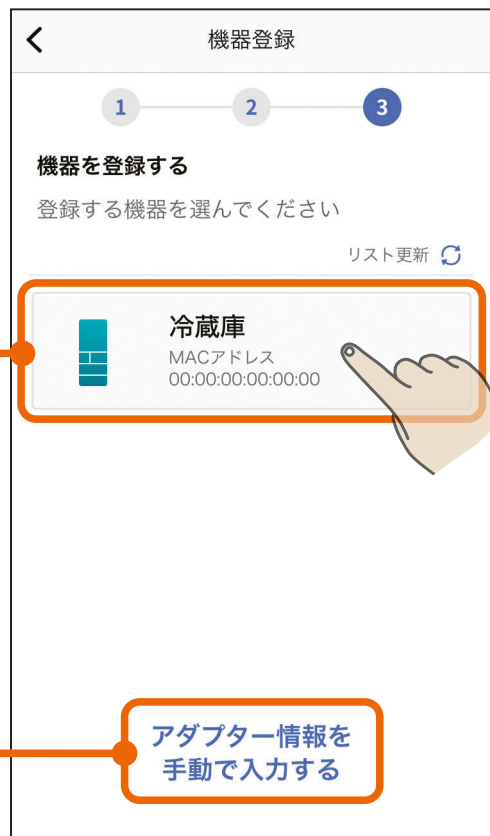 機器登録
1 2 3
機器を登録する
登録する機器を選んでください
リスト更新
冷蔵庫
MACアドレス
00:00:00:00:00:00
アダプター情報を
手動で入力する